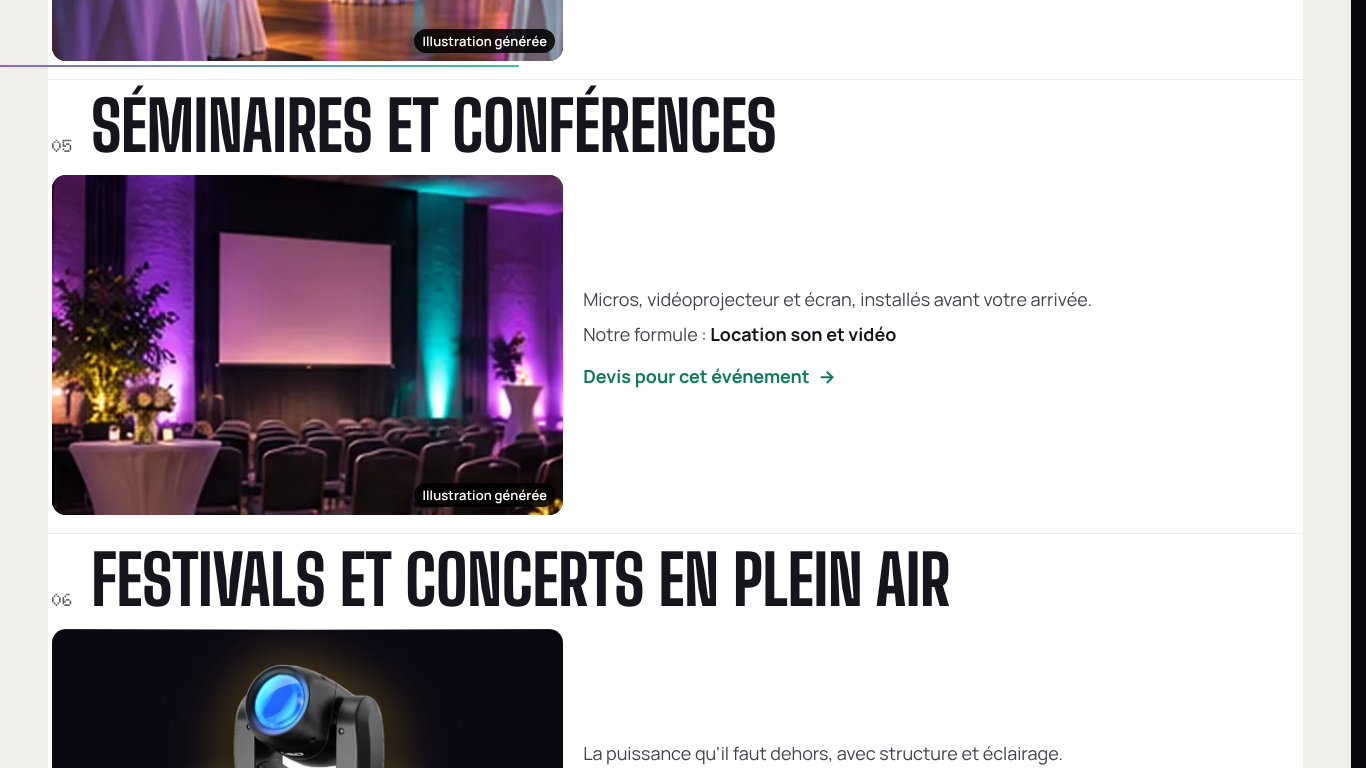 Illustration générée
05
SÉMINAIRES ET CONFÉRENCES
Micros, vidéoprojecteur et écran, installés avant votre arrivée.
Notre formule : Location son et vidéo
Devis pour cet événement →
Illustration générée
06
FESTIVALS ET CONCERTS EN PLEIN AIR
La puissance qu'il faut dehors, avec structure et éclairage.